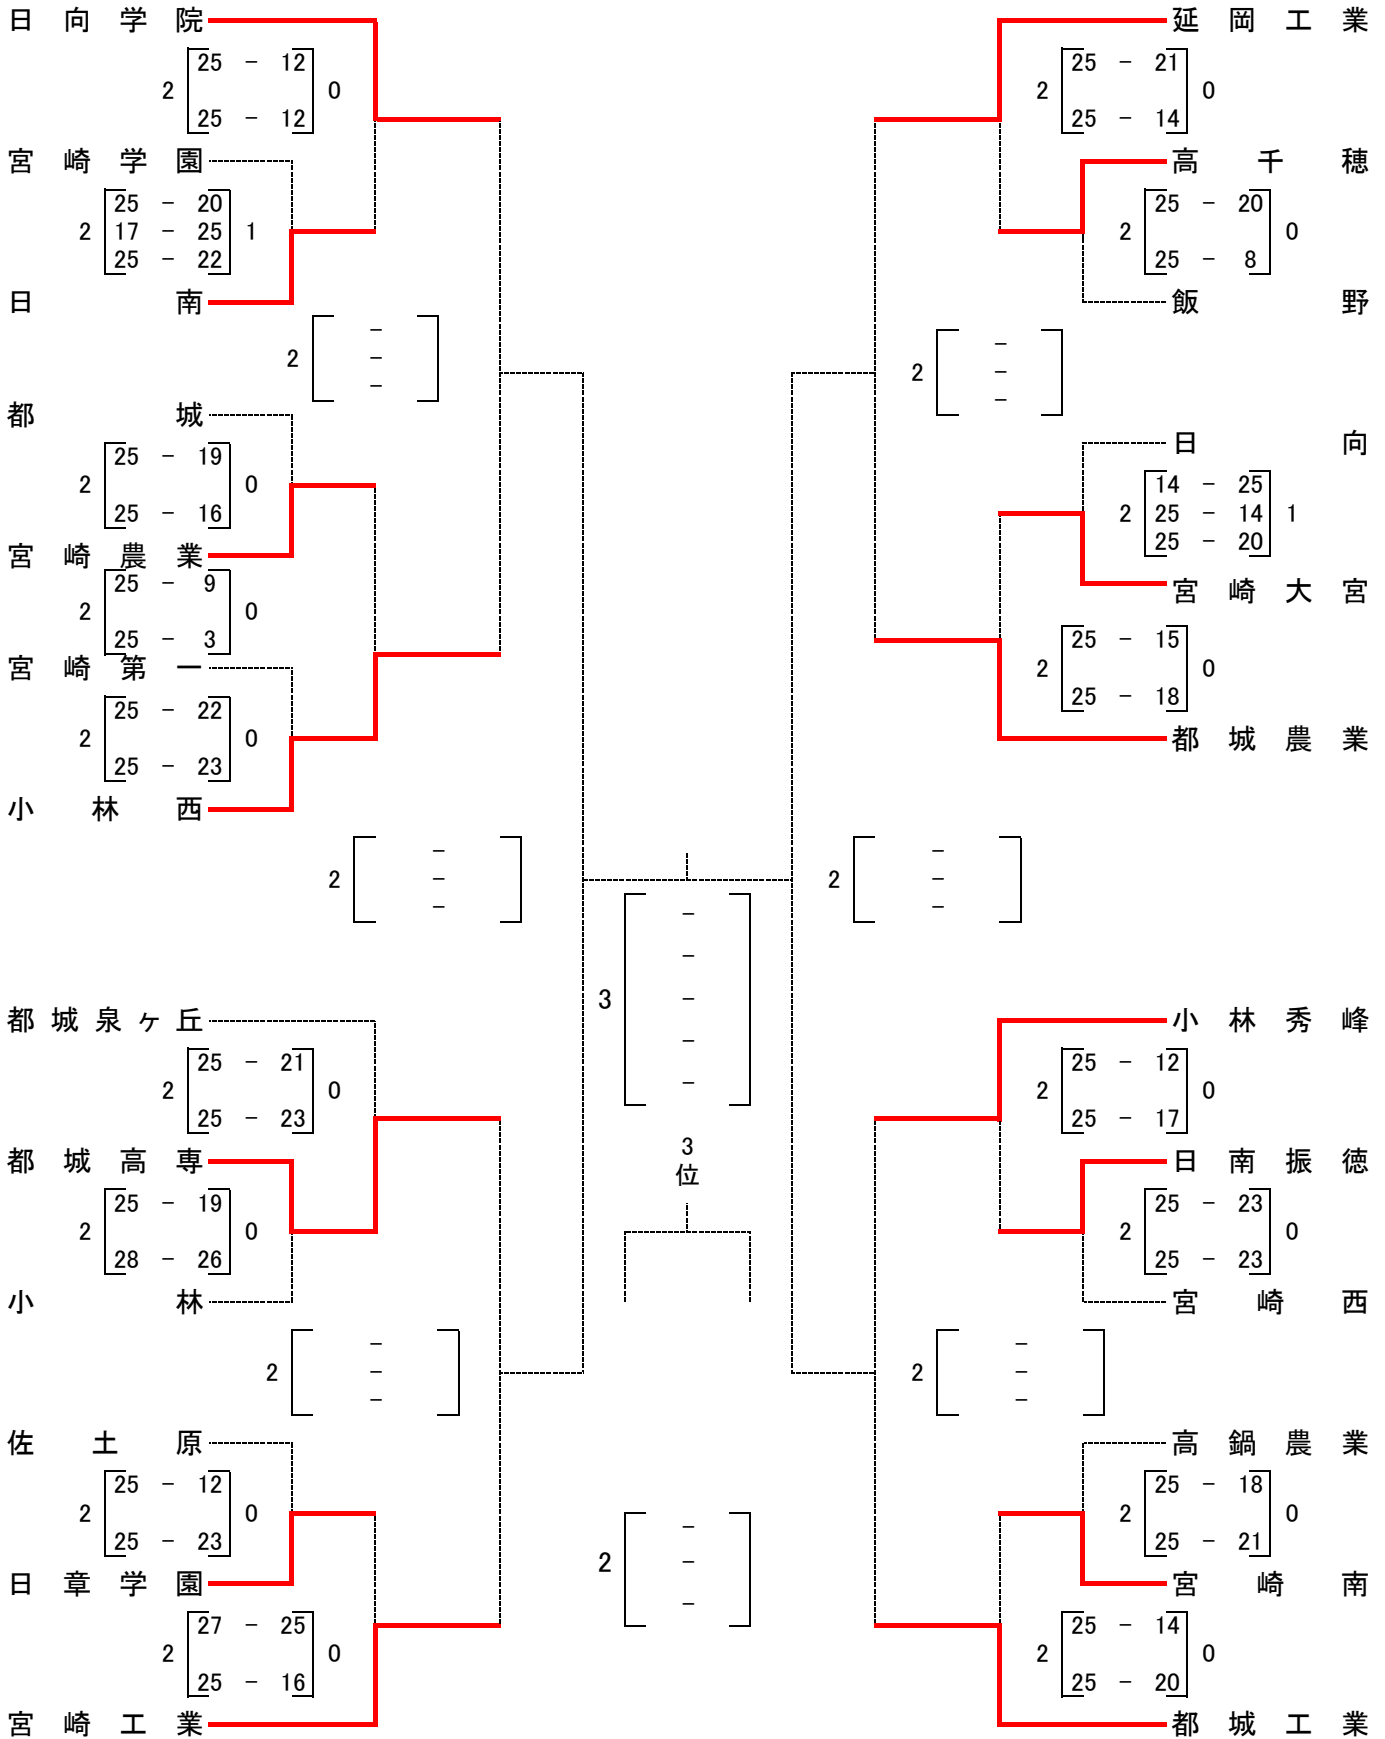 日向学院
25 - 12
2 0
25 - 12
宮崎学園
25 - 20
2 17 - 25 1
25 - 22
日南
-
2 -
-
都城
25 - 19
2 0
25 - 16
宮崎農業
25 - 9
2 0
25 - 3
宮崎第一
25 - 22
2 0
25 - 23
小林西
-
2 -
-
都城泉ヶ丘
25 - 21
2 0
25 - 23
都城高専
25 - 19
2 0
28 - 26
小林
-
2 -
-
佐土原
25 - 12
2 0
25 - 23
日章学園
27 - 25
2 0
25 - 16
宮崎工業
-
-
3 -
-
-
3
位
-
2 -
-
延岡工業
25 - 21
2 0
25 - 14
高千穂
25 - 20
2 0
25 - 8
飯野
-
2 -
-
日向
14 - 25
2 25 - 14 1
25 - 20
宮崎大宮
25 - 15
2 0
25 - 18
都城農業
-
2 -
-
小林秀峰
25 - 12
2 0
25 - 17
日南振徳
25 - 23
2 0
25 - 23
宮崎西
-
2 -
-
高鍋農業
25 - 18
2 0
25 - 21
宮崎南
25 - 14
2 0
25 - 20
都城工業